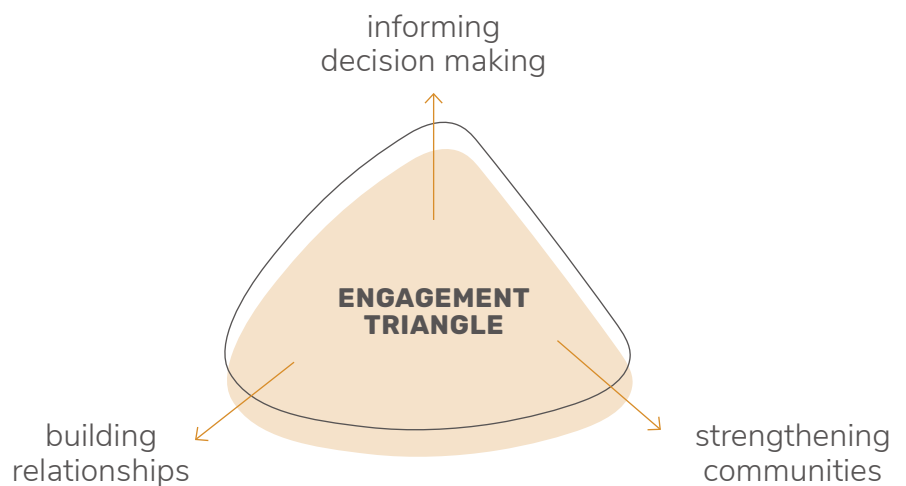 informing
decision making
ENGAGEMENT
TRIANGLE
building
relationships
strengthening
communities